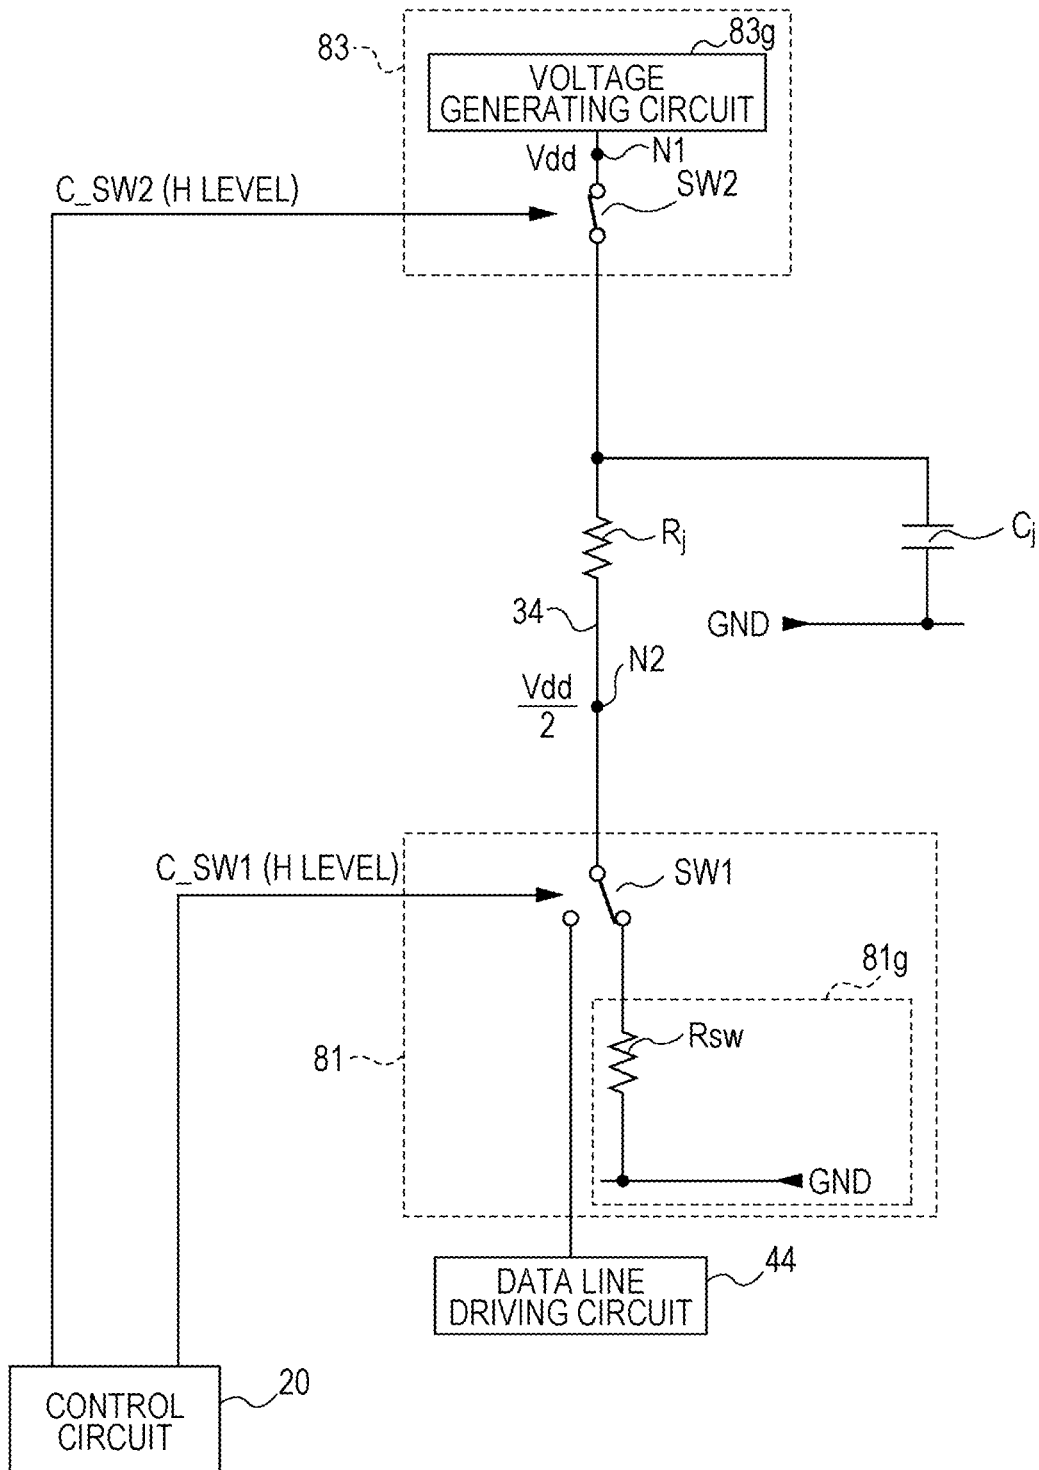 83
83g
VOLTAGE
GENERATING CIRCUIT
Vdd
N1
C_SW2 (H LEVEL)
SW2
Rj
Cj
34
GND
N2
Vdd
2
C_SW1 (H LEVEL)
SW1
81g
81
Rsw
GND
44
DATA LINE
DRIVING CIRCUIT
20
CONTROL
CIRCUIT